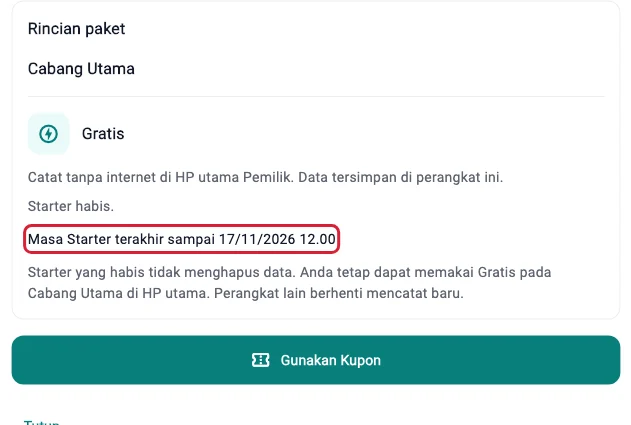 Rincian paket
Cabang Utama
Gratis
Catat tanpa internet di HP utama Pemilik. Data tersimpan di perangkat ini.
Starter habis.
Masa Starter terakhir sampai 17/11/2026 12.00
Starter yang habis tidak menghapus data. Anda tetap dapat memakai Gratis pada
Cabang Utama di HP utama. Perangkat lain berhenti mencatat baru.
Gunakan Kupon
Tutup